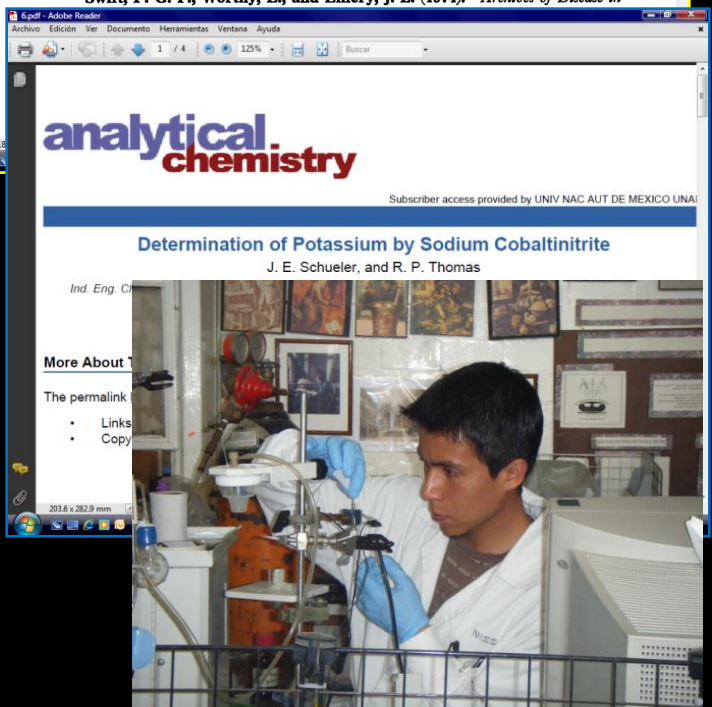 Swift, P. G. F., Worthy, E., and Emery, J. L. (1974). Archives of Disease in
6.pdf - Adobe Reader
Archivo Edición Ver Documento Herramientas Ventana Ayuda
1 / 4 125% Buscar
analytical
chemistry
Subscriber access provided by UNIV NAC AUT DE MEXICO UNA
Determination of Potassium by Sodium Cobaltinitrite
J. E. Schueler, and R. P. Thomas
Ind. Eng. C
More About T
The permalink
• Links
• Copy
203.6 x 282.9 mm